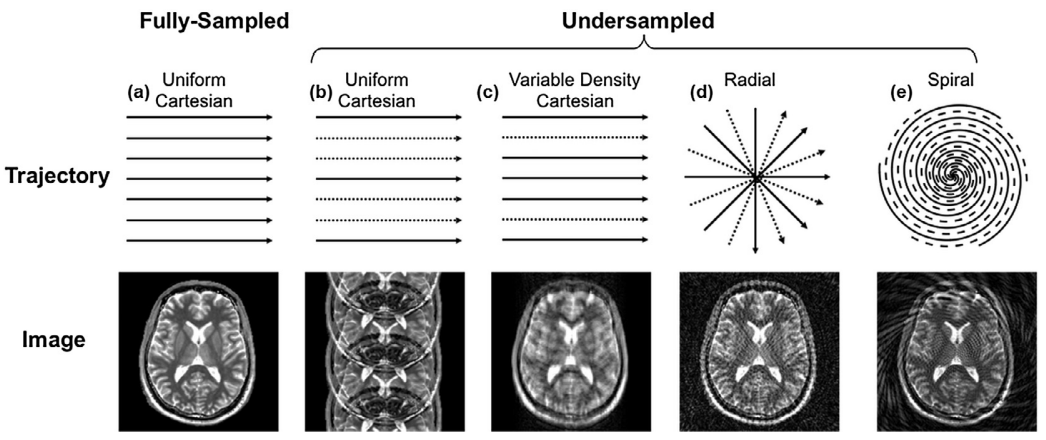 Fully-Sampled
Undersampled
(a) Uniform
Cartesian
(b) Uniform
Cartesian
(c) Variable Density
Cartesian
(d) Radial
(e) Spiral
Trajectory
Image